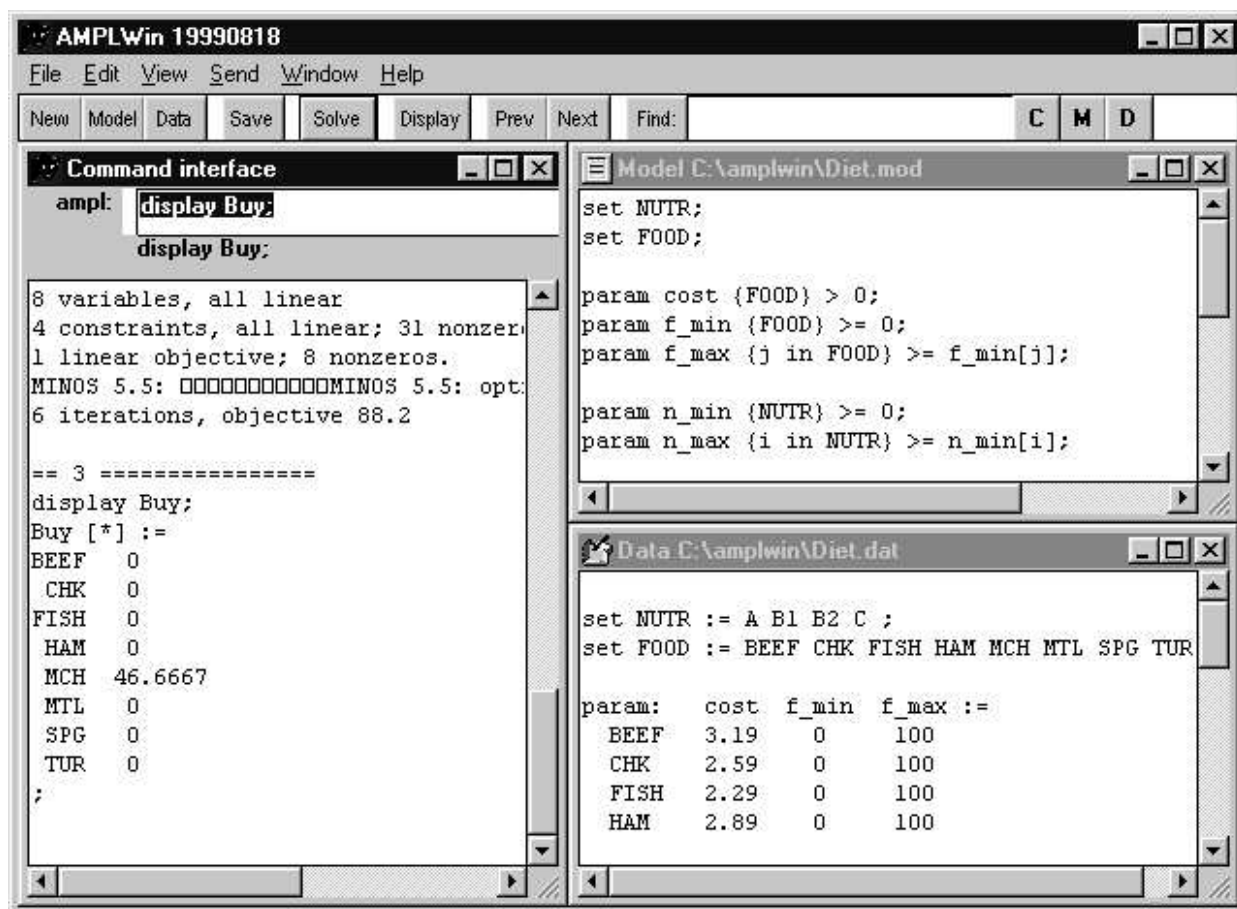 AMPLWin 19990818
File Edit View Send Window Help
New Model Data Save Solve Display Prev Next Find: C M D
Command interface
ampl: display Buy;
display Buy;
8 variables, all linear
4 constraints, all linear; 31 nonzer
1 linear objective; 8 nonzeros.
MINOS 5.5: □□□□□□□□□□□MINOS 5.5: opt
6 iterations, objective 88.2
== 3 ================
display Buy;
Buy [*] :=
BEEF 0
CHK 0
FISH 0
HAM 0
MCH 46.6667
MTL 0
SPG 0
TUR 0
;
Model C:\amplwin\Diet.mod
set NUTR;
set FOOD;
param cost {FOOD} > 0;
param f_min {FOOD} >= 0;
param f_max {j in FOOD} >= f_min[j];
param n_min {NUTR} >= 0;
param n_max {i in NUTR} >= n_min[i];
Data C:\amplwin\Diet.dat
set NUTR := A B1 B2 C ;
set FOOD := BEEF CHK FISH HAM MCH MTL SPG TUR
param: cost f_min f_max :=
BEEF 3.19 0 100
CHK 2.59 0 100
FISH 2.29 0 100
HAM 2.89 0 100